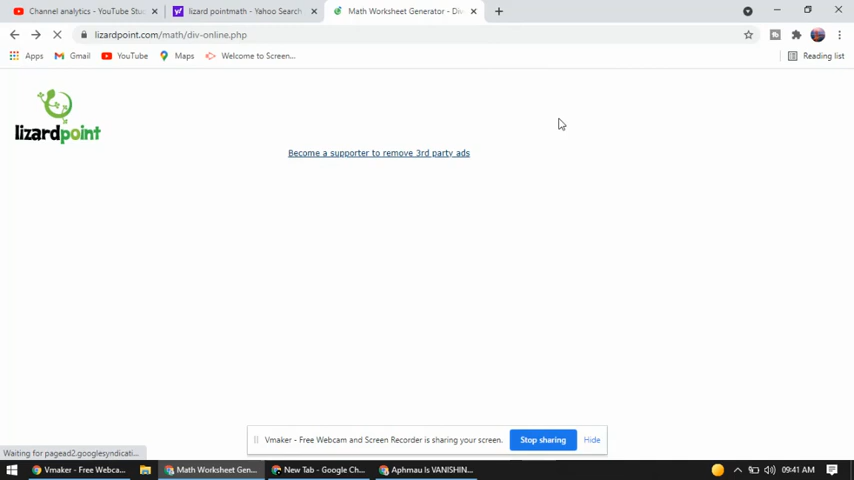 Channel analytics - YouTube Stu
lizard pointmath - Yahoo Search
Math Worksheet Generator - Div
lizardpoint.com/math/div-online.php
Apps
Gmail
YouTube
Maps
Welcome to Screen...
Reading list
lizardpoint
Become a supporter to remove 3rd party ads
Vmaker - Free Webcam and Screen Recorder is sharing your screen.
Stop sharing
Hide
Waiting for pagead2.googlesyndicati...
Vmaker - Free Webc...
Math Worksheet Gen...
New Tab - Google Ch...
Aphmau Is VANISHIN...
09:41 AM